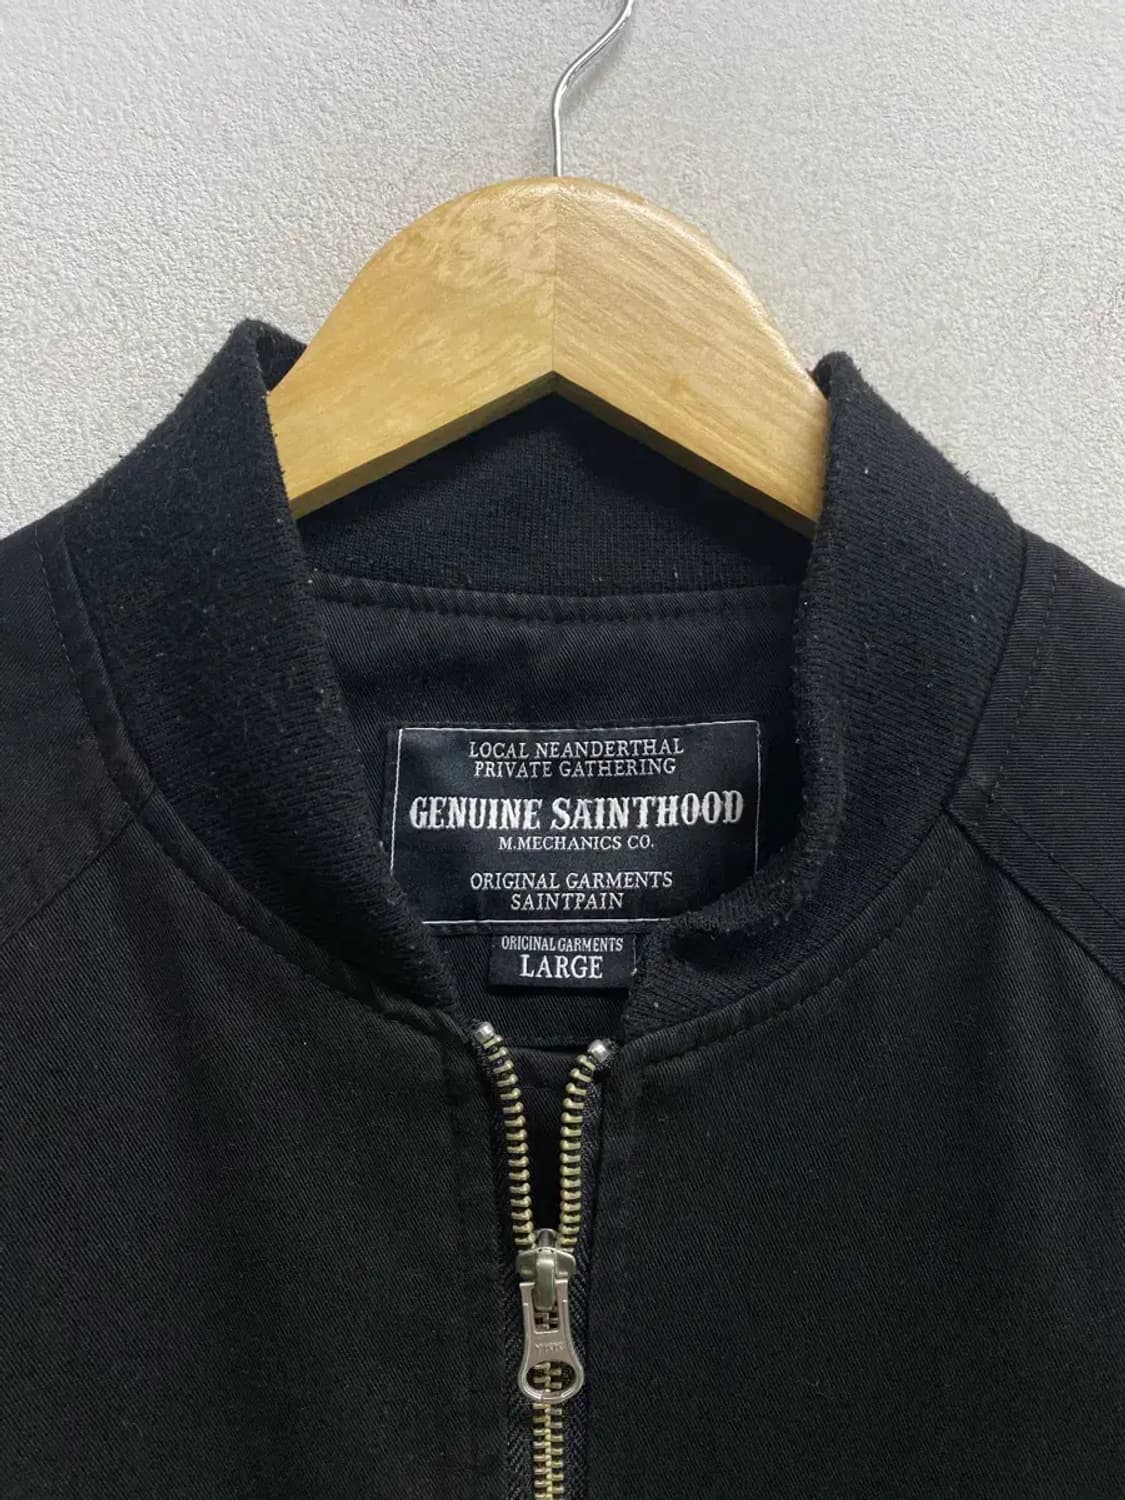 LOCAL NEANDERTHAL
PRIVATE GATHERING
GENUINE SAINTHOOD
M.MECHANICS CO.
ORIGINAL GARMENTS
SAINTPAIN
ORIGINAL GARMENTS
LARGE